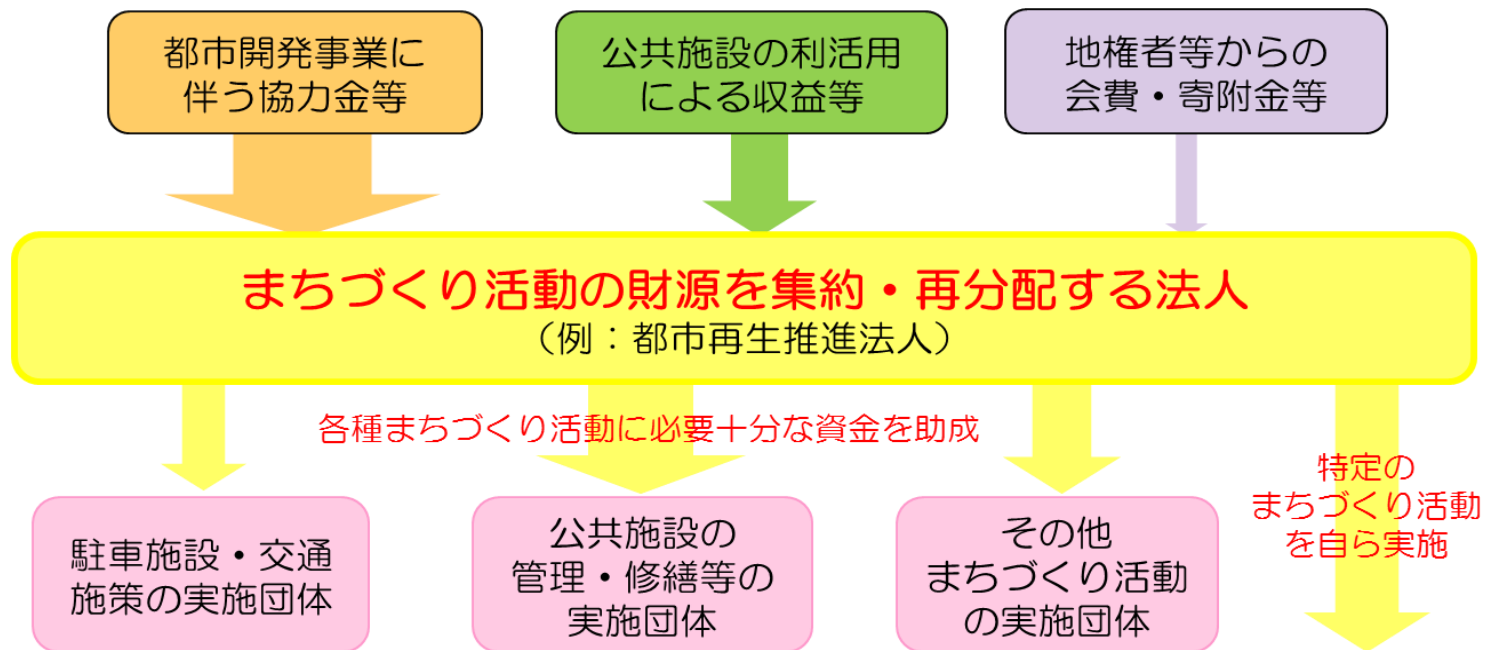 都市開発事業に
伴う協力金等
公共施設の利活用
による収益等
地権者等からの
会費・寄附金等
まちづくり活動の財源を集約・再分配する法人
（例：都市再生推進法人）
各種まちづくり活動に必要十分な資金を助成
特定の
まちづくり活動
を自ら実施
駐車施設・交通
施策の実施団体
公共施設の
管理・修繕等の
実施団体
その他
まちづくり活動
の実施団体